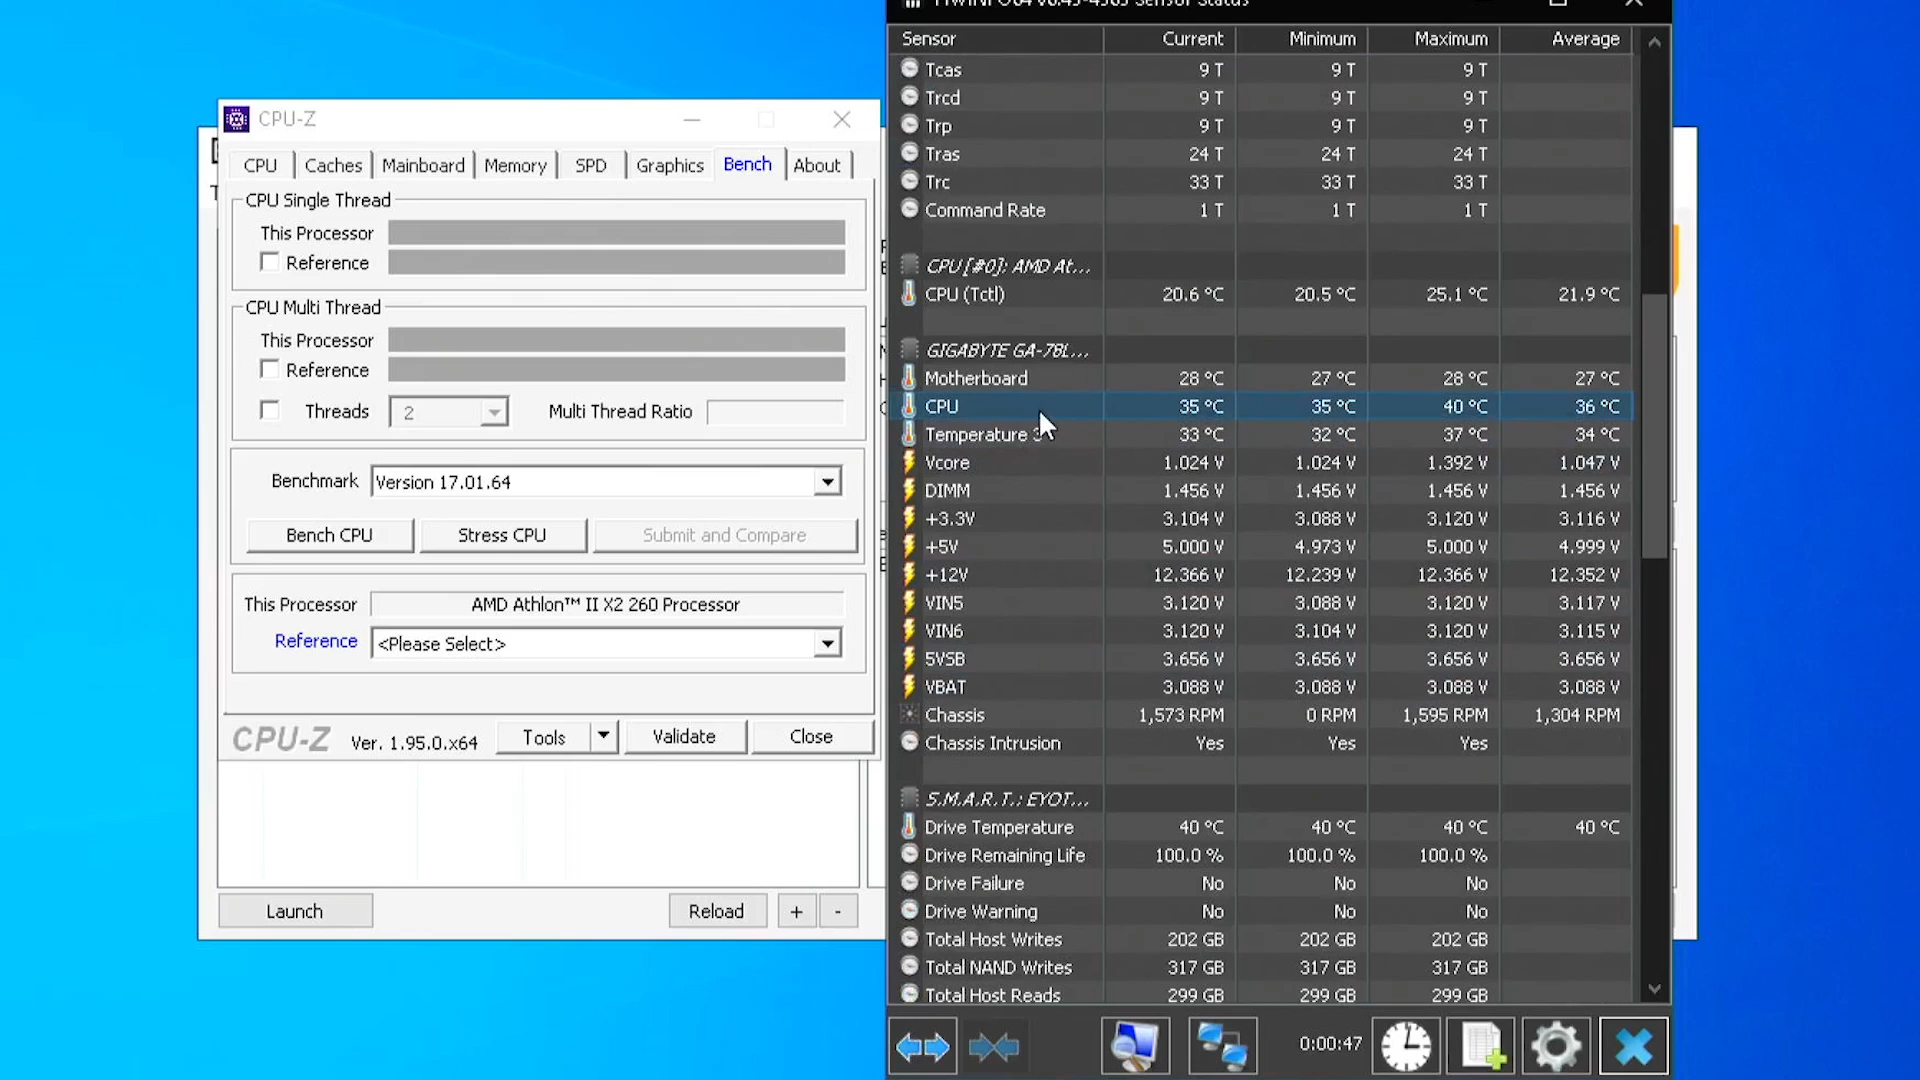 Sensor Status
Sensor Current Minimum Maximum Average
Tcas 9 T 9 T 9 T
Trcd 9 T 9 T 9 T
Trp 9 T 9 T 9 T
Tras 24 T 24 T 24 T
Trc 33 T 33 T 33 T
Command Rate 1 T 1 T 1 T
CPU [#0]: AMD At...
CPU (Tctl) 20.6 °C 20.5 °C 25.1 °C 21.9 °C
GIGABYTE GA-78L...
Motherboard 28 °C 27 °C 28 °C 27 °C
CPU 35 °C 35 °C 40 °C 36 °C
Temperature 3 33 °C 32 °C 37 °C 34 °C
Vcore 1.024 V 1.024 V 1.392 V 1.047 V
DIMM 1.456 V 1.456 V 1.456 V 1.456 V
+3.3V 3.104 V 3.088 V 3.120 V 3.116 V
+5V 5.000 V 4.973 V 5.000 V 4.999 V
+12V 12.366 V 12.239 V 12.366 V 12.352 V
VIN5 3.120 V 3.088 V 3.120 V 3.117 V
VIN6 3.120 V 3.104 V 3.120 V 3.115 V
5VSB 3.656 V 3.656 V 3.656 V 3.656 V
VBAT 3.088 V 3.088 V 3.088 V 3.088 V
Chassis 1,573 RPM 0 RPM 1,595 RPM 1,304 RPM
Chassis Intrusion Yes Yes Yes
S.M.A.R.T.: EYOT...
Drive Temperature 40 °C 40 °C 40 °C 40 °C
Drive Remaining Life 100.0 % 100.0 % 100.0 %
Drive Failure No No No
Drive Warning No No No
Total Host Writes 202 GB 202 GB 202 GB
Total NAND Writes 317 GB 317 GB 317 GB
Total Host Reads 299 GB 299 GB 299 GB
0:00:47
CPU-Z
CPU Caches Mainboard Memory SPD Graphics Bench About
CPU Single Thread
This Processor
Reference
CPU Multi Thread
This Processor
Reference
Threads 2 Multi Thread Ratio
Benchmark Version 17.01.64
Bench CPU Stress CPU Submit and Compare
This Processor AMD Athlon™ II X2 260 Processor
Reference <Please Select>
CPU-Z Ver. 1.95.0.x64 Tools Validate Close
Launch Reload + -